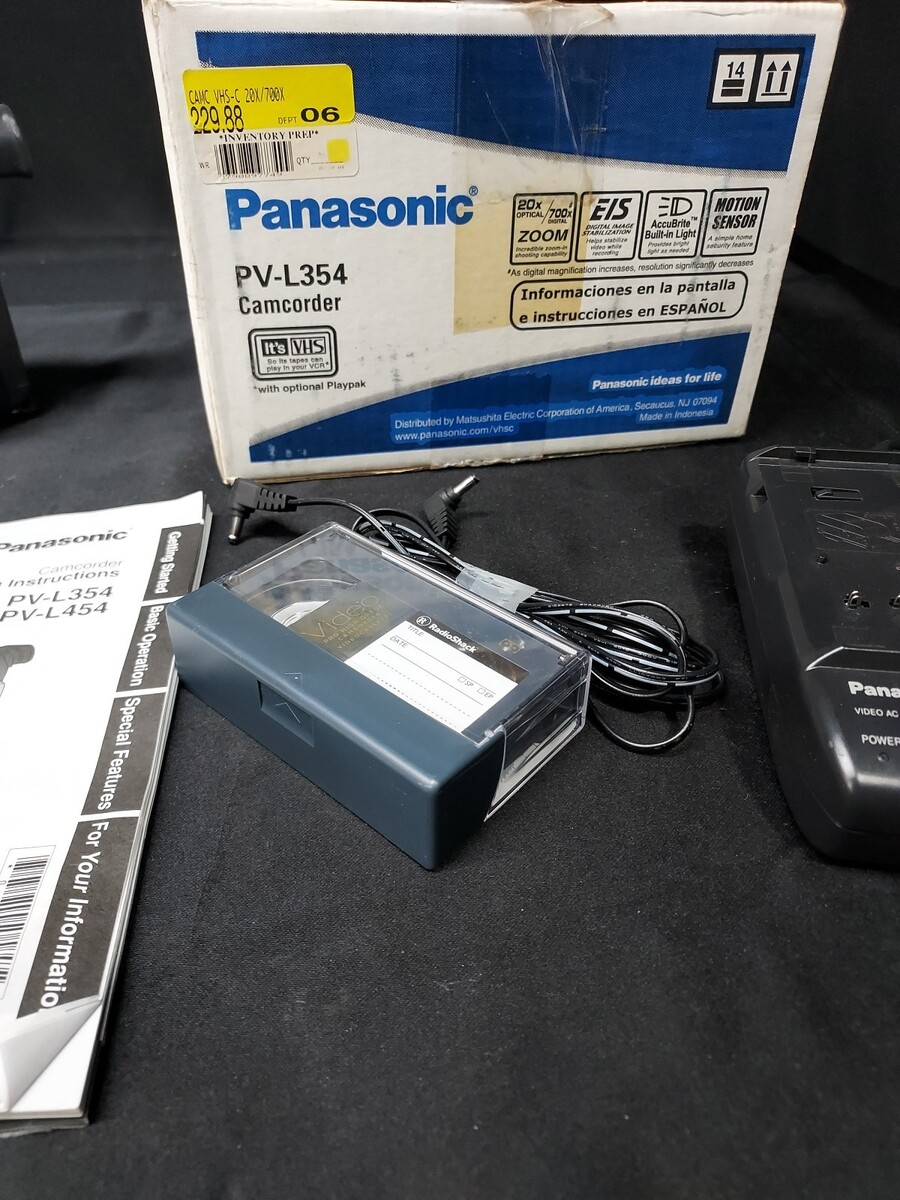 CAMC VHS-C 20X/700X
229.88 DEPT 06
*INVENTORY PREP*
WR QTY
14
Panasonic®
PV-L354
Camcorder
It's VHS
So its tapes can
play in your VCR*
*with optional Playpak
20x OPTICAL / 700x DIGITAL
ZOOM
Incredible zoom-in
shooting capability
EIS
DIGITAL IMAGE
STABILIZATION
Helps stabilize
video while
recording
AccuBrite™
Built-in Light
Provides bright
light as needed
MOTION
SENSOR
A simple home
security feature
*As digital magnification increases, resolution significantly decreases
Informaciones en la pantalla
e instrucciones en ESPAÑOL
Panasonic ideas for life
Distributed by Matsushita Electric Corporation of America, Secaucus, NJ 07094
www.panasonic.com/vhsc Made in Indonesia
Panasonic
Camcorder
Instructions
PV-L354
PV-L454
Getting Started
Basic Operation
Special Features
For Your Informatio
Video
RadioShack
TITLE
DATE
SP EP
Pana
VIDEO AC
POWER